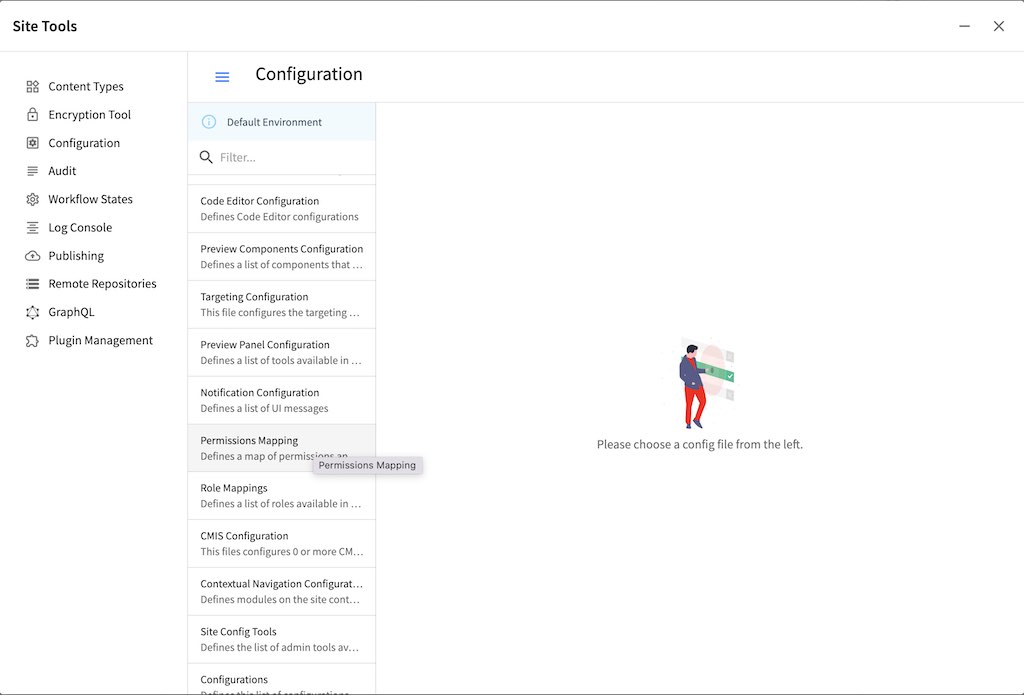 Site Tools
Content Types
Encryption Tool
Configuration
Audit
Workflow States
Log Console
Publishing
Remote Repositories
GraphQL
Plugin Management
Configuration
Default Environment
Filter...
Code Editor Configuration
Defines Code Editor configurations
Preview Components Configuration
Defines a list of components that ...
Targeting Configuration
This file configures the targeting ...
Preview Panel Configuration
Defines a list of tools available in ...
Notification Configuration
Defines a list of UI messages
Permissions Mapping
Defines a map of permissions an...
Permissions Mapping
Role Mappings
Defines a list of roles available in ...
CMIS Configuration
This files configures 0 or more CM...
Contextual Navigation Configurat...
Defines modules on the site cont...
Site Config Tools
Defines the list of admin tools av...
Configurations
Defines this list of configurations
Please choose a config file from the left.